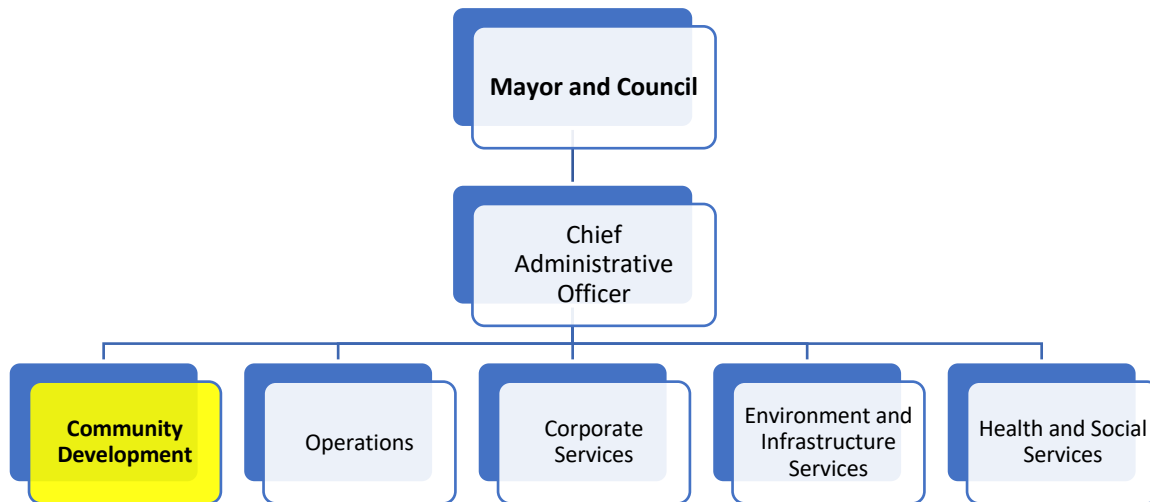 Mayor and Council
Chief
Administrative
Officer
Community
Development
Operations
Corporate
Services
Environment and
Infrastructure
Services
Health and Social
Services